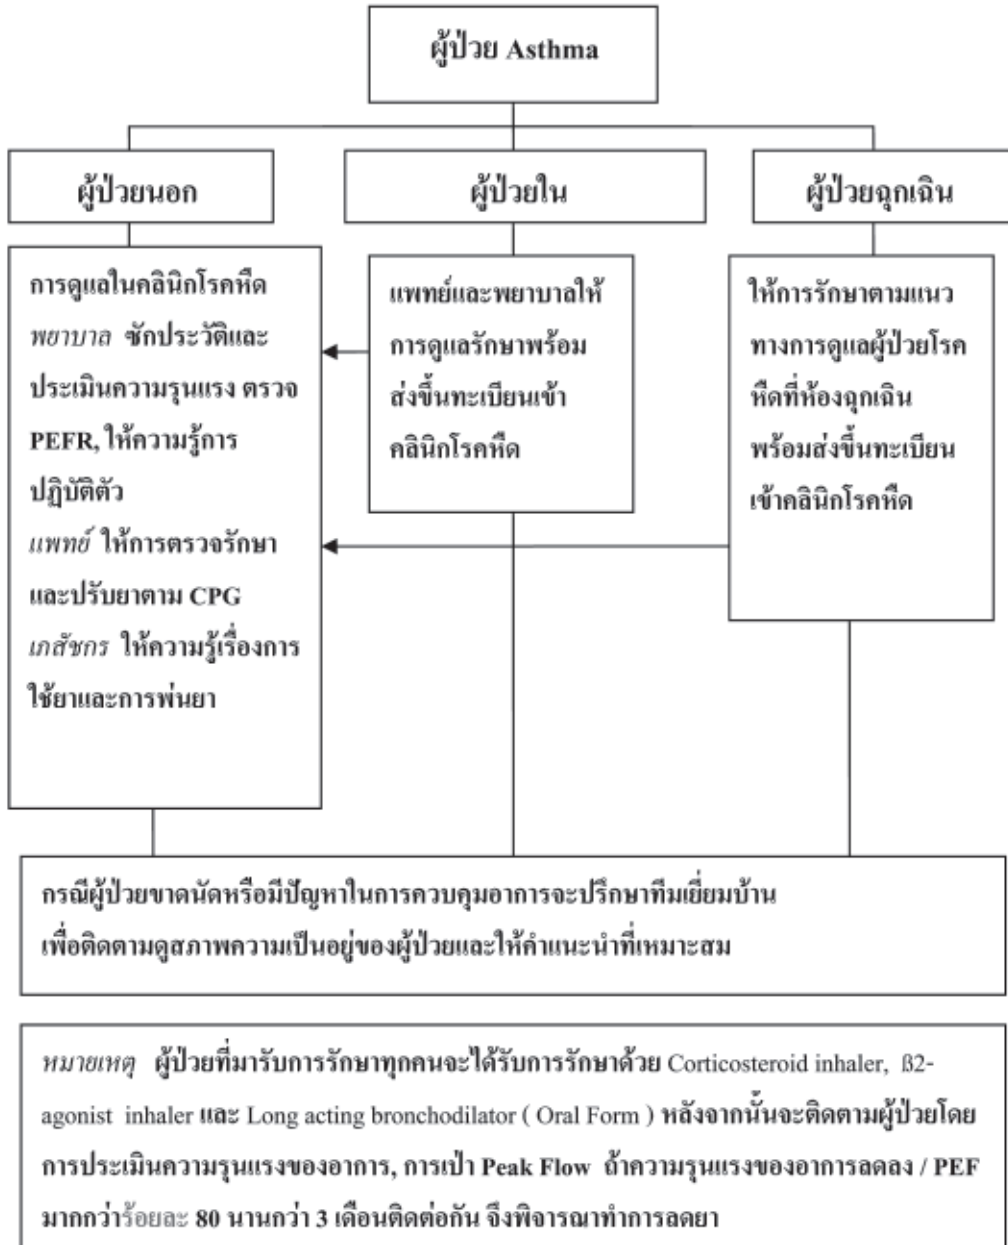 ผู้ป่วย Asthma
ผู้ป่วยนอก
ผู้ป่วยใน
ผู้ป่วยฉุกเฉิน
การดูแลในคลินิกโรคหืด
พยาบาล ซักประวัติและ
ประเมินความรุนแรง ตรวจ
PEFR, ให้ความรู้การ
ปฏิบัติตัว
แพทย์ ให้การตรวจรักษา
และปรับยาตาม CPG
เภสัชกร ให้ความรู้เรื่องการ
ใช้ยาและการพ่นยา
แพทย์และพยาบาลให้
การดูแลรักษาพร้อม
ส่งขึ้นทะเบียนเข้า
คลินิกโรคหืด
ให้การรักษาตามแนว
ทางการดูแลผู้ป่วยโรค
หืดที่ห้องฉุกเฉิน
พร้อมส่งขึ้นทะเบียน
เข้าคลินิกโรคหืด
กรณีผู้ป่วยขาดนัดหรือมีปัญหาในการควบคุมอาการจะปรึกษาทีมเยี่ยมบ้าน
เพื่อติดตามดูสภาพความเป็นอยู่ของผู้ป่วยและให้คำแนะนำที่เหมาะสม
หมายเหตุ ผู้ป่วยที่มารับการรักษาทุกคนจะได้รับการรักษาด้วย Corticosteroid inhaler, ß2-
agonist inhaler และ Long acting bronchodilator ( Oral Form ) หลังจากนั้นจะติดตามผู้ป่วยโดย
การประเมินความรุนแรงของอาการ, การเป่า Peak Flow ถ้าความรุนแรงของอาการลดลง / PEF
มากกว่าร้อยละ 80 นานกว่า 3 เดือนติดต่อกัน จึงพิจารณาทำการลดยา